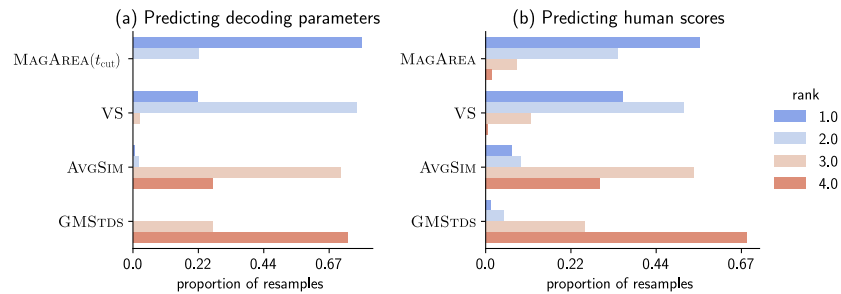 (a) Predicting decoding parameters
MAGAREA(t_cut)
VS
AVGSIM
GMSTDS
0.0 0.22 0.44 0.67
proportion of resamples
(b) Predicting human scores
MAGAREA
VS
AVGSIM
GMSTDS
0.0 0.22 0.44 0.67
proportion of resamples
rank
1.0
2.0
3.0
4.0